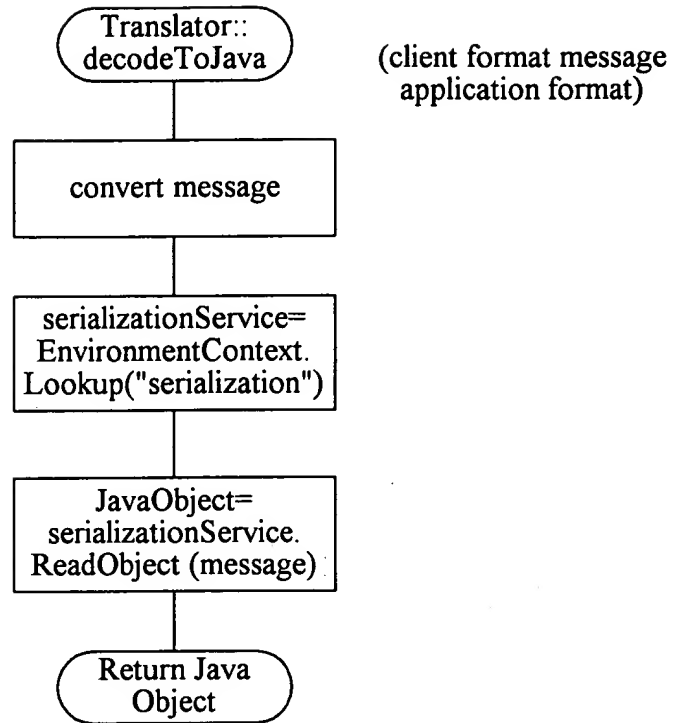 Translator::
decodeToJava
(client format message
application format)
convert message
serializationService=
EnvironmentContext.
Lookup("serialization")
JavaObject=
serializationService.
ReadObject (message)
Return Java
Object